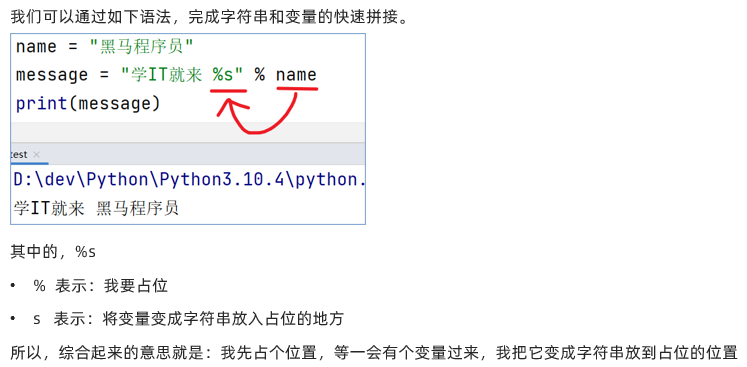 我们可以通过如下语法，完成字符串和变量的快速拼接。
name = "黑马程序员"
message = "学IT就来 %s" % name
print(message)
test ×
D:\dev\Python\Python3.10.4\python.
学IT就来 黑马程序员
其中的，%s
• % 表示：我要占位
• s 表示：将变量变成字符串放入占位的地方
所以，综合起来的意思就是：我先占个位置，等一会有个变量过来，我把它变成字符串放到占位的位置